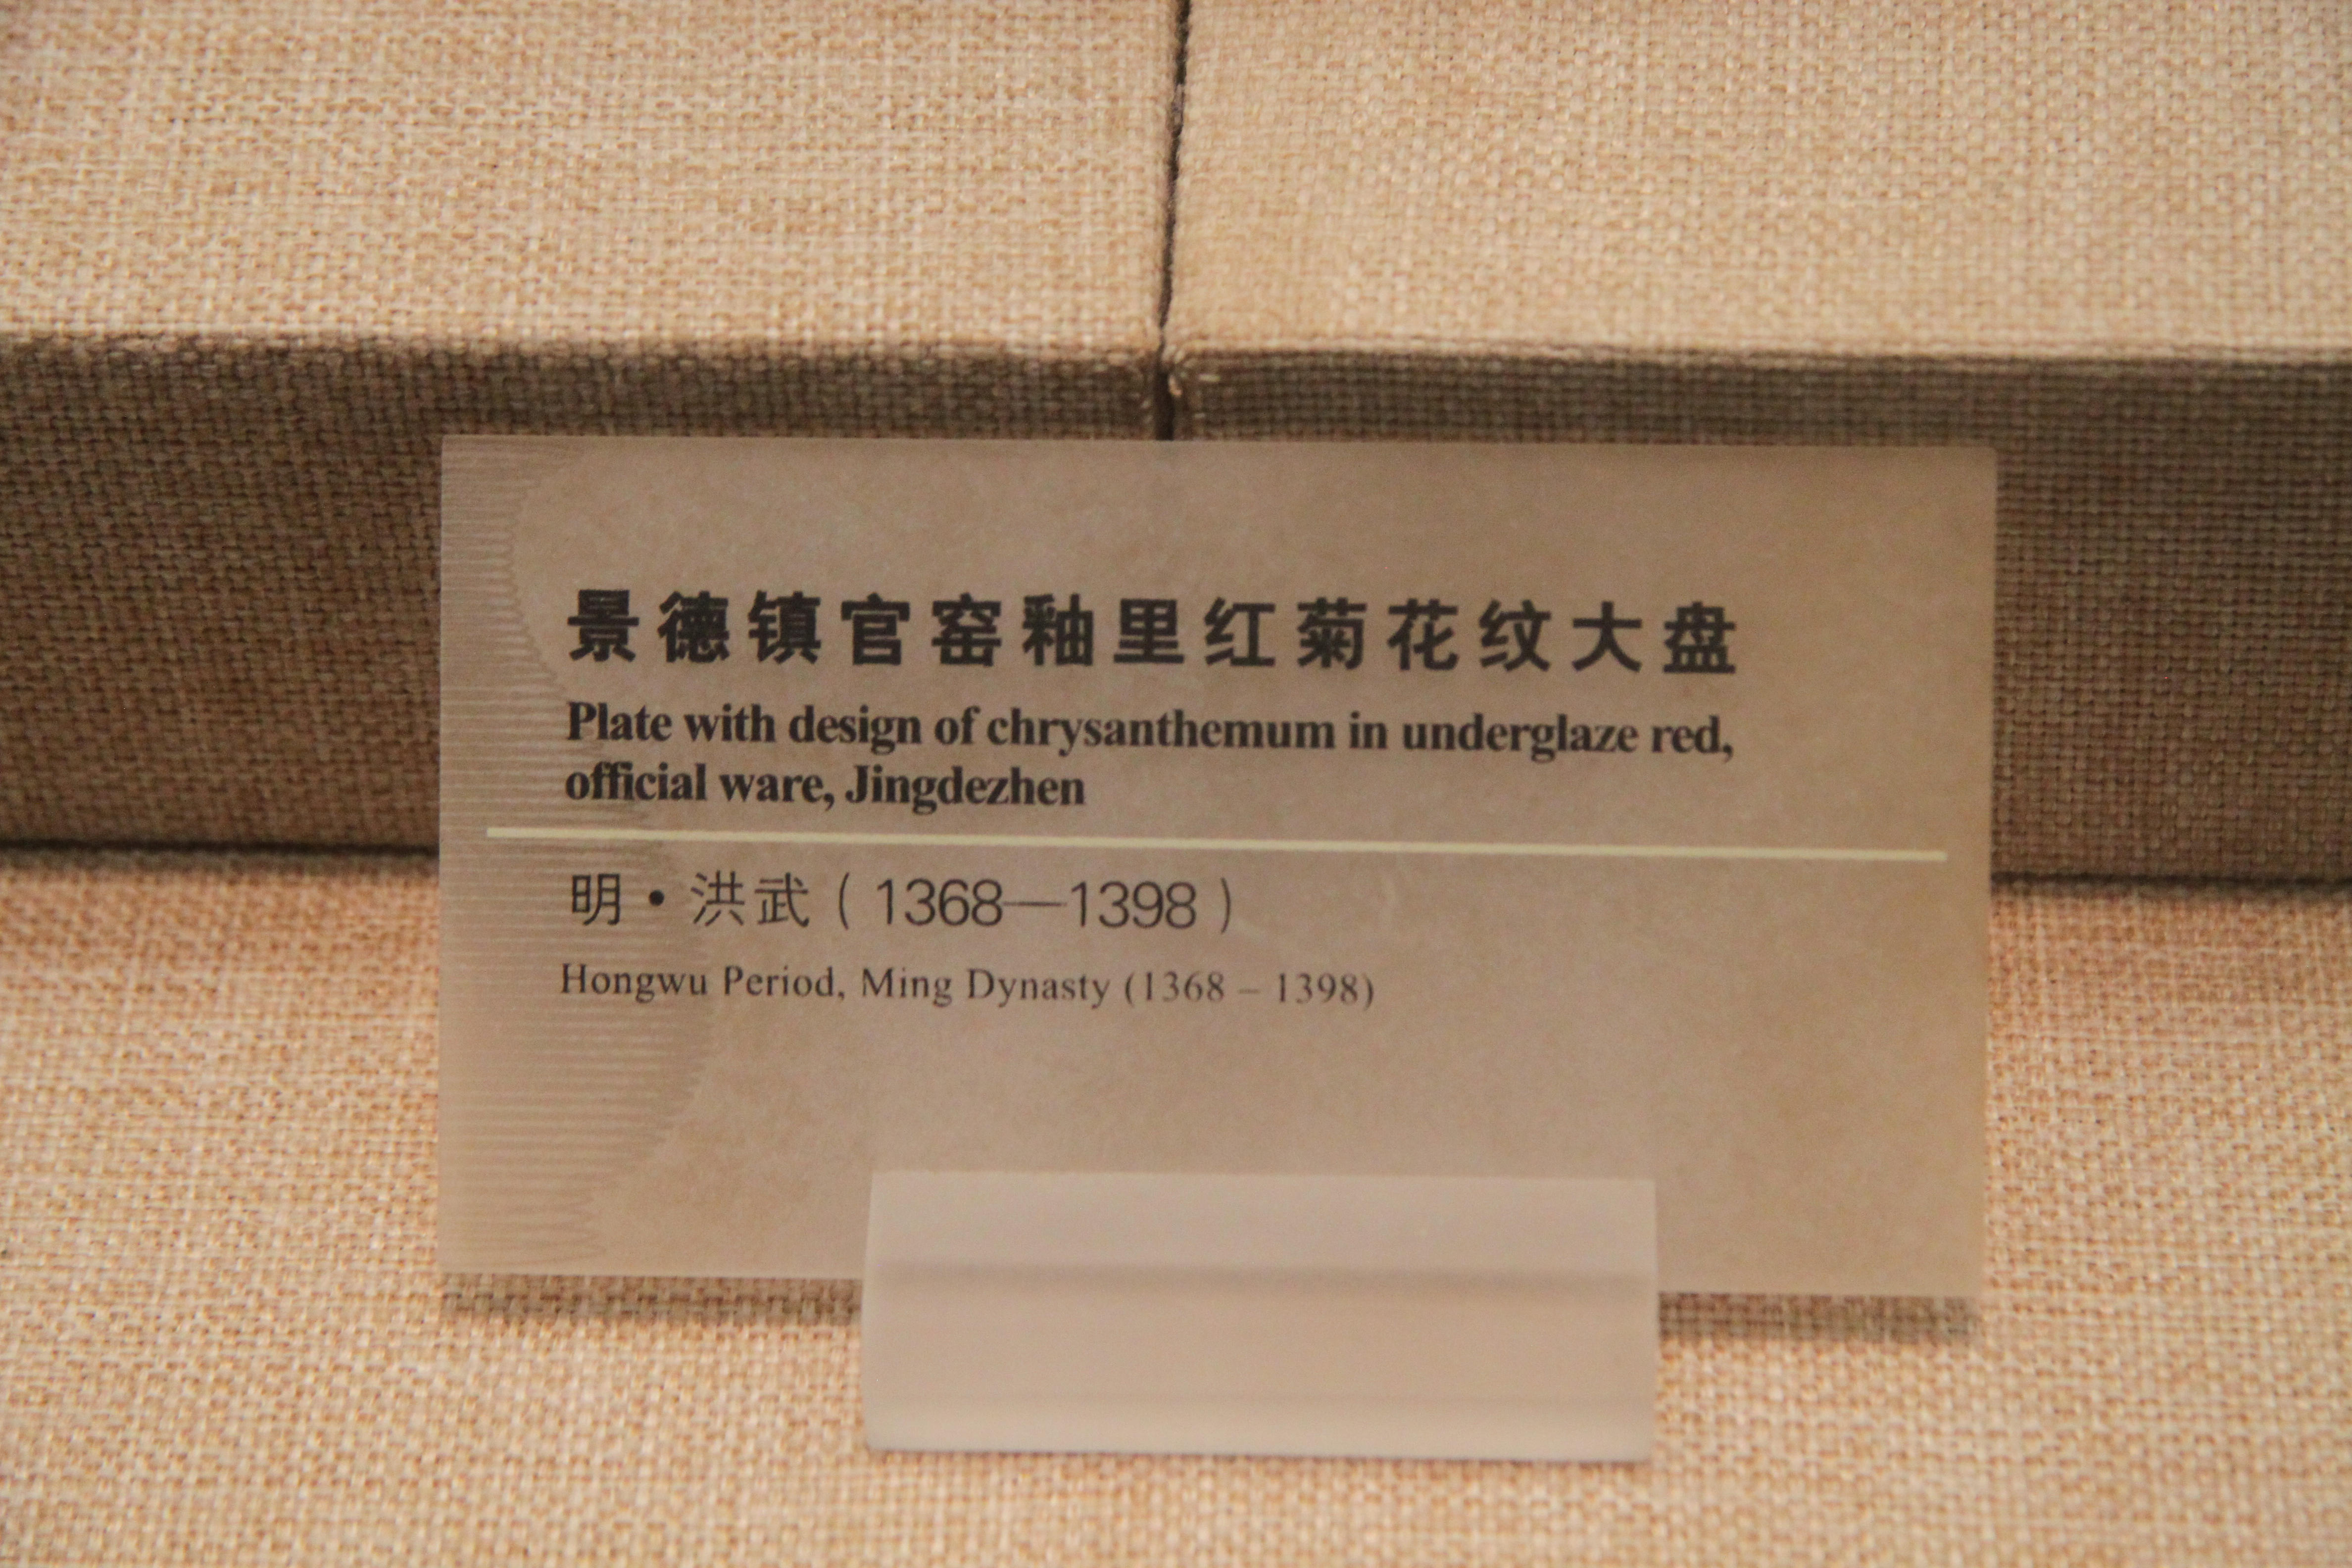 景德镇官窑釉里红菊花纹大盘
Plate with design of chrysanthemum in underglaze red,
official ware, Jingdezhen
明·洪武(1368—1398)
Hongwu Period, Ming Dynasty (1368 – 1398)